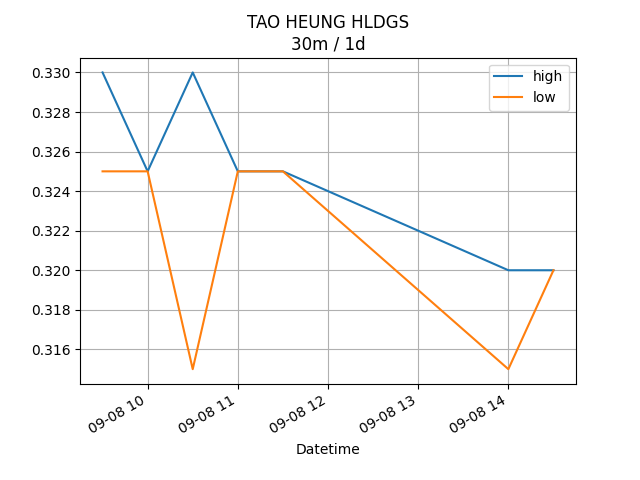 TAO HEUNG HLDGS
30m / 1d
high
low
0.330
0.328
0.326
0.324
0.322
0.320
0.318
0.316
09-08 10
09-08 11
09-08 12
09-08 13
09-08 14
Datetime